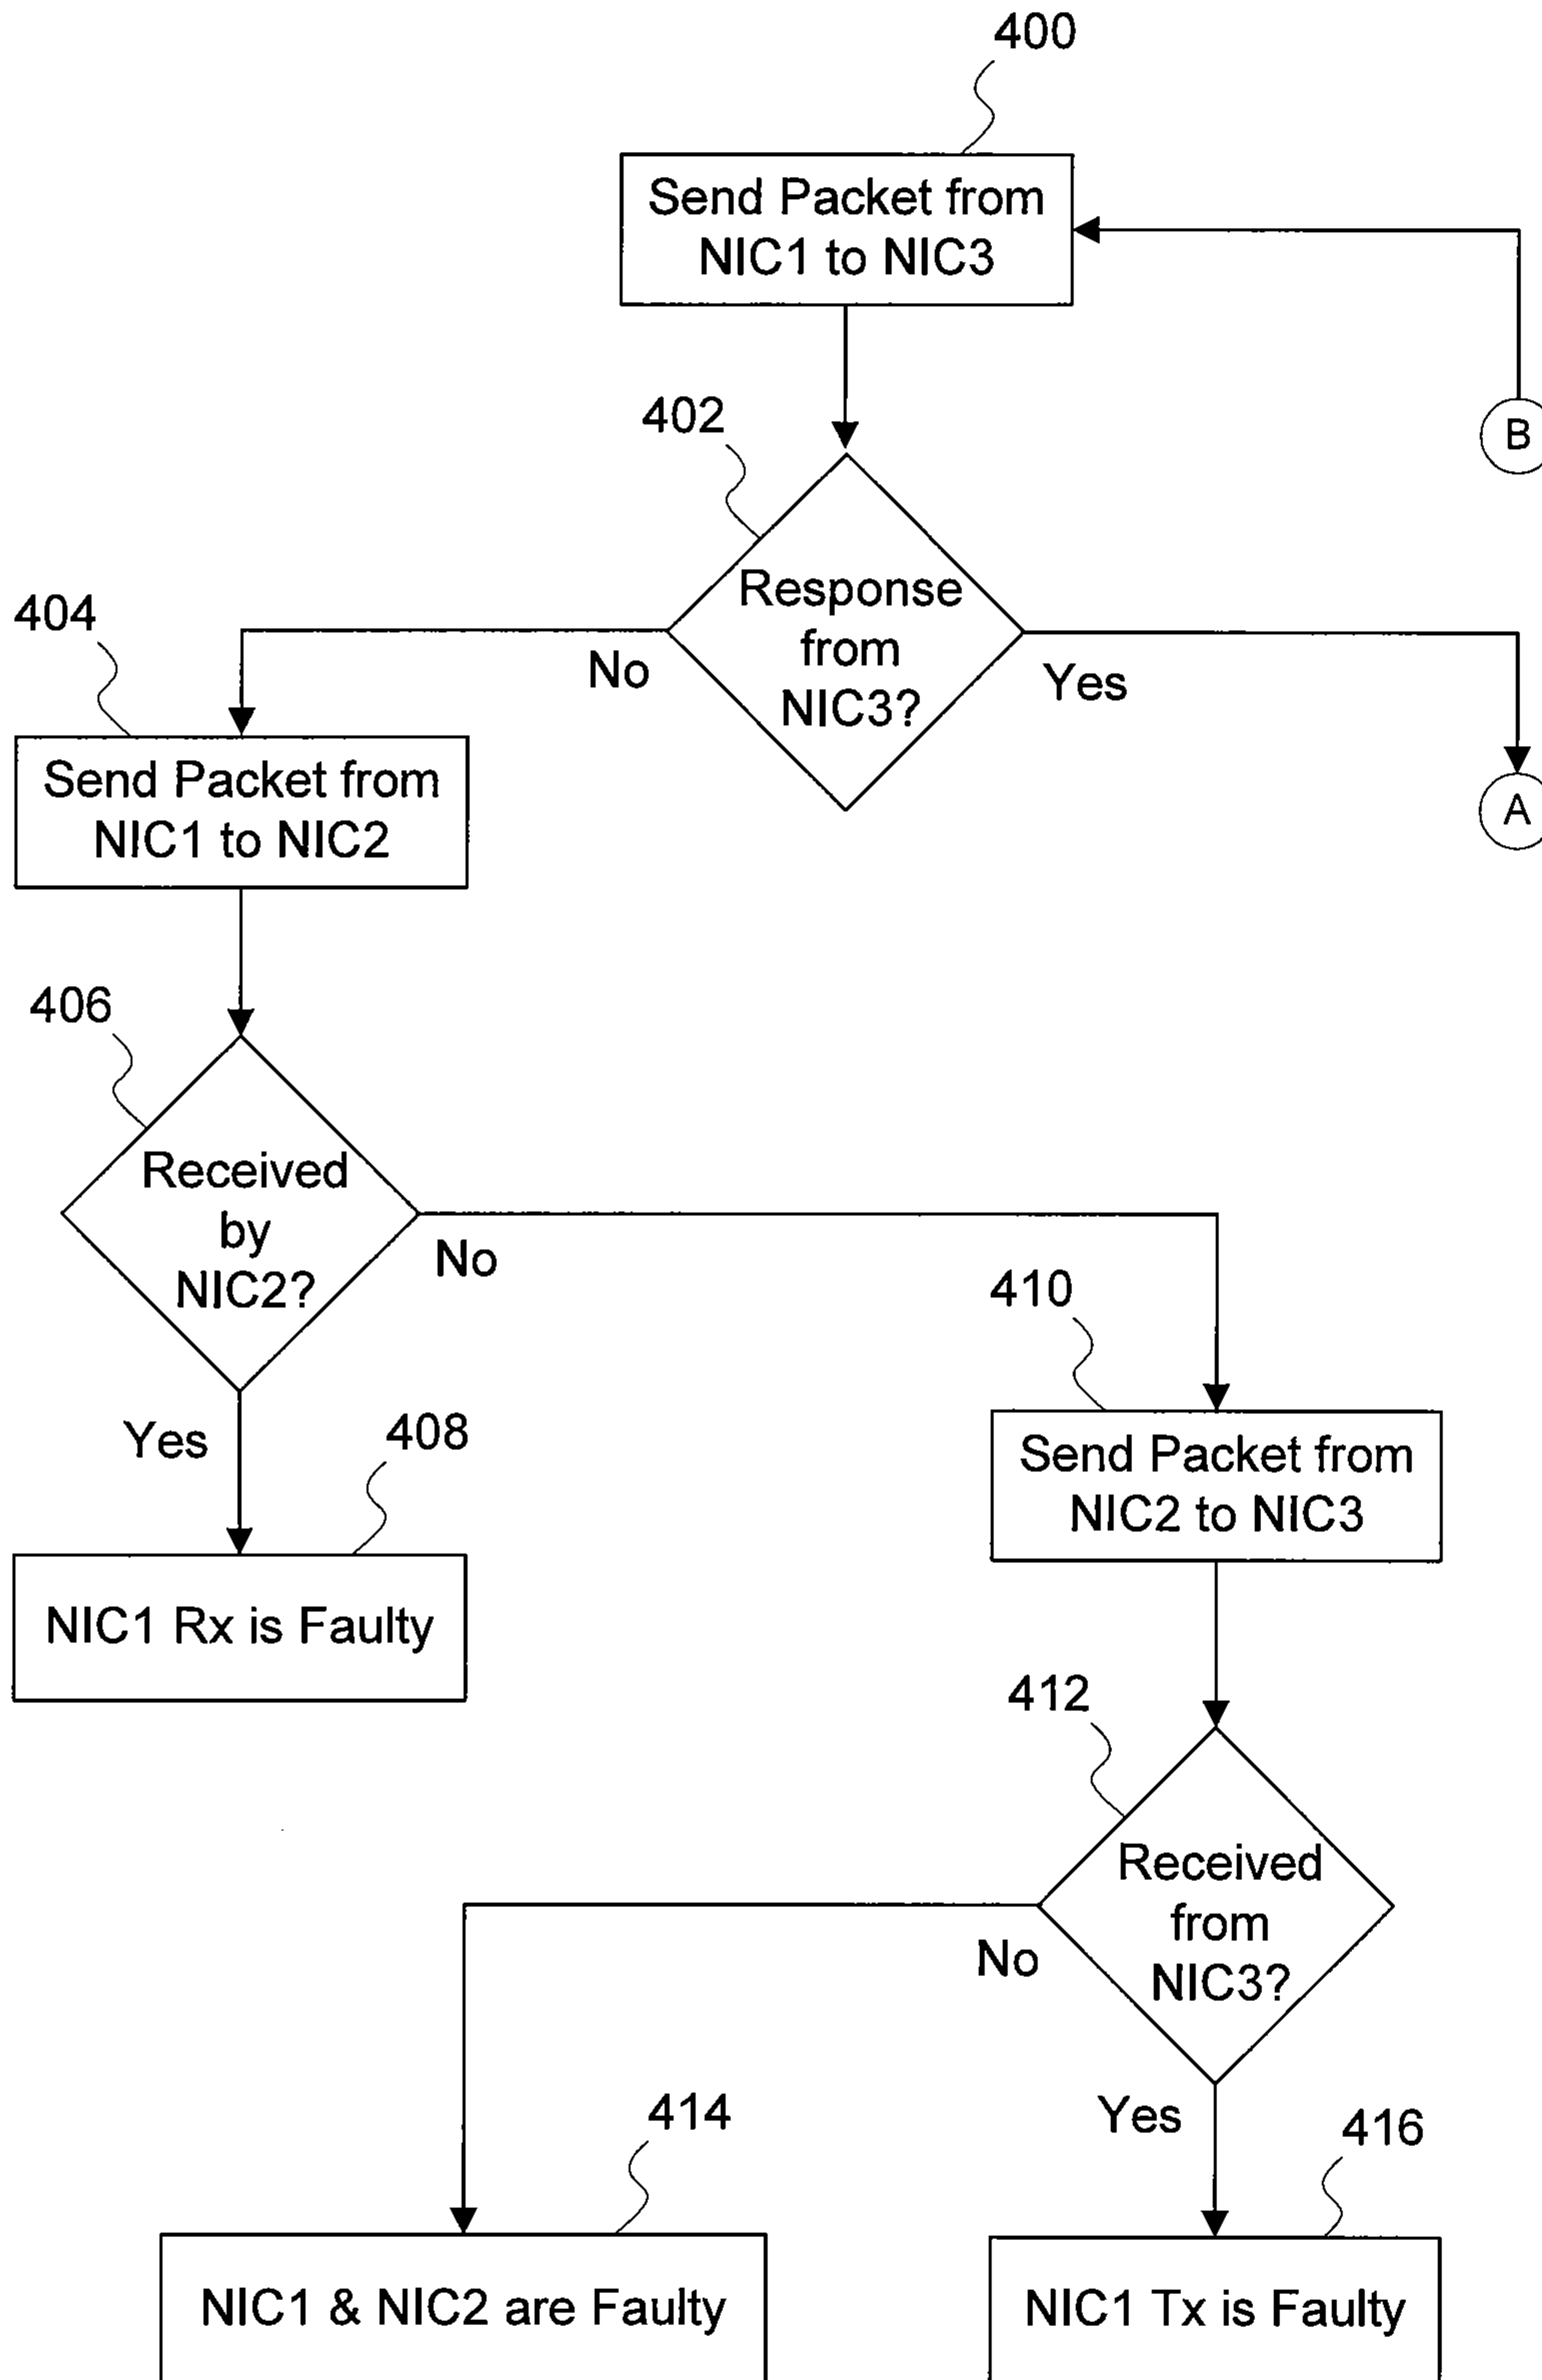 400
Send Packet from
NIC1 to NIC3
B
402
Response
from
NIC3?
No
Yes
404
A
Send Packet from
NIC1 to NIC2
406
Received
by
NIC2?
No
410
Yes
408
Send Packet from
NIC2 to NIC3
NIC1 Rx is Faulty
412
Received
from
NIC3?
No
Yes
414
416
NIC1 & NIC2 are Faulty
NIC1 Tx is Faulty